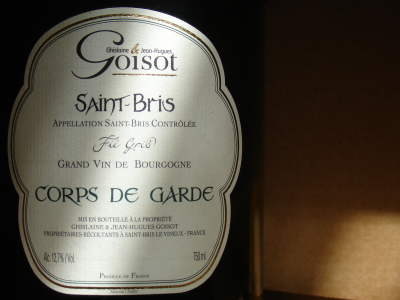 Ghislaine & Jean-Hugues
Goisot
SAINT-BRIS
APPELLATION SAINT-BRIS CONTRÔLÉE
Fié Gris
GRAND VIN DE BOURGOGNE
CORPS DE GARDE
MIS EN BOUTEILLE À LA PROPRIÉTÉ
GHISLAINE & JEAN-HUGUES GOISOT
PROPRIÉTAIRES-RÉCOLTANTS À SAINT-BRIS LE VINEUX - FRANCE
Alc. 12,7% /Vol. 750 ml
PRODUCE OF FRANCE